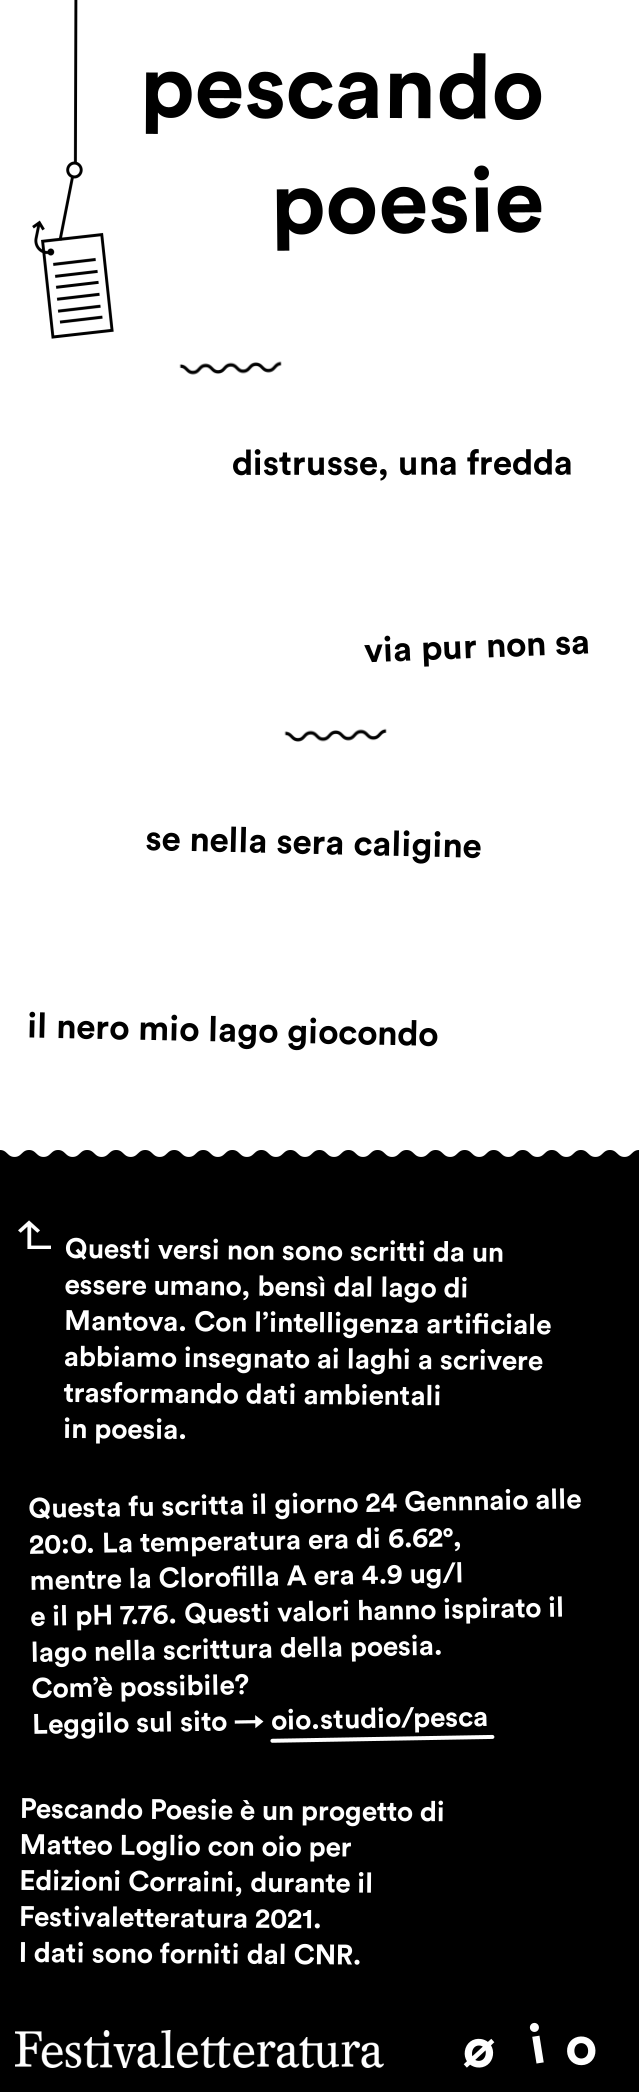 pescando
poesie
distrusse, una fredda
via pur non sa
se nella sera caligine
il nero mio lago giocondo
Questi versi non sono scritti da un
essere umano, bensì dal lago di
Mantova. Con l’intelligenza artificiale
abbiamo insegnato ai laghi a scrivere
trasformando dati ambientali
in poesia.
Questa fu scritta il giorno 24 Gennnaio alle
20:0. La temperatura era di 6.62°,
mentre la Clorofilla A era 4.9 ug/l
e il pH 7.76. Questi valori hanno ispirato il
lago nella scrittura della poesia.
Com’è possibile?
Leggilo sul sito → oio.studio/pesca
Pescando Poesie è un progetto di
Matteo Loglio con oio per
Edizioni Corraini, durante il
Festivaletteratura 2021.
I dati sono forniti dal CNR.
Festivaletteratura ø i o